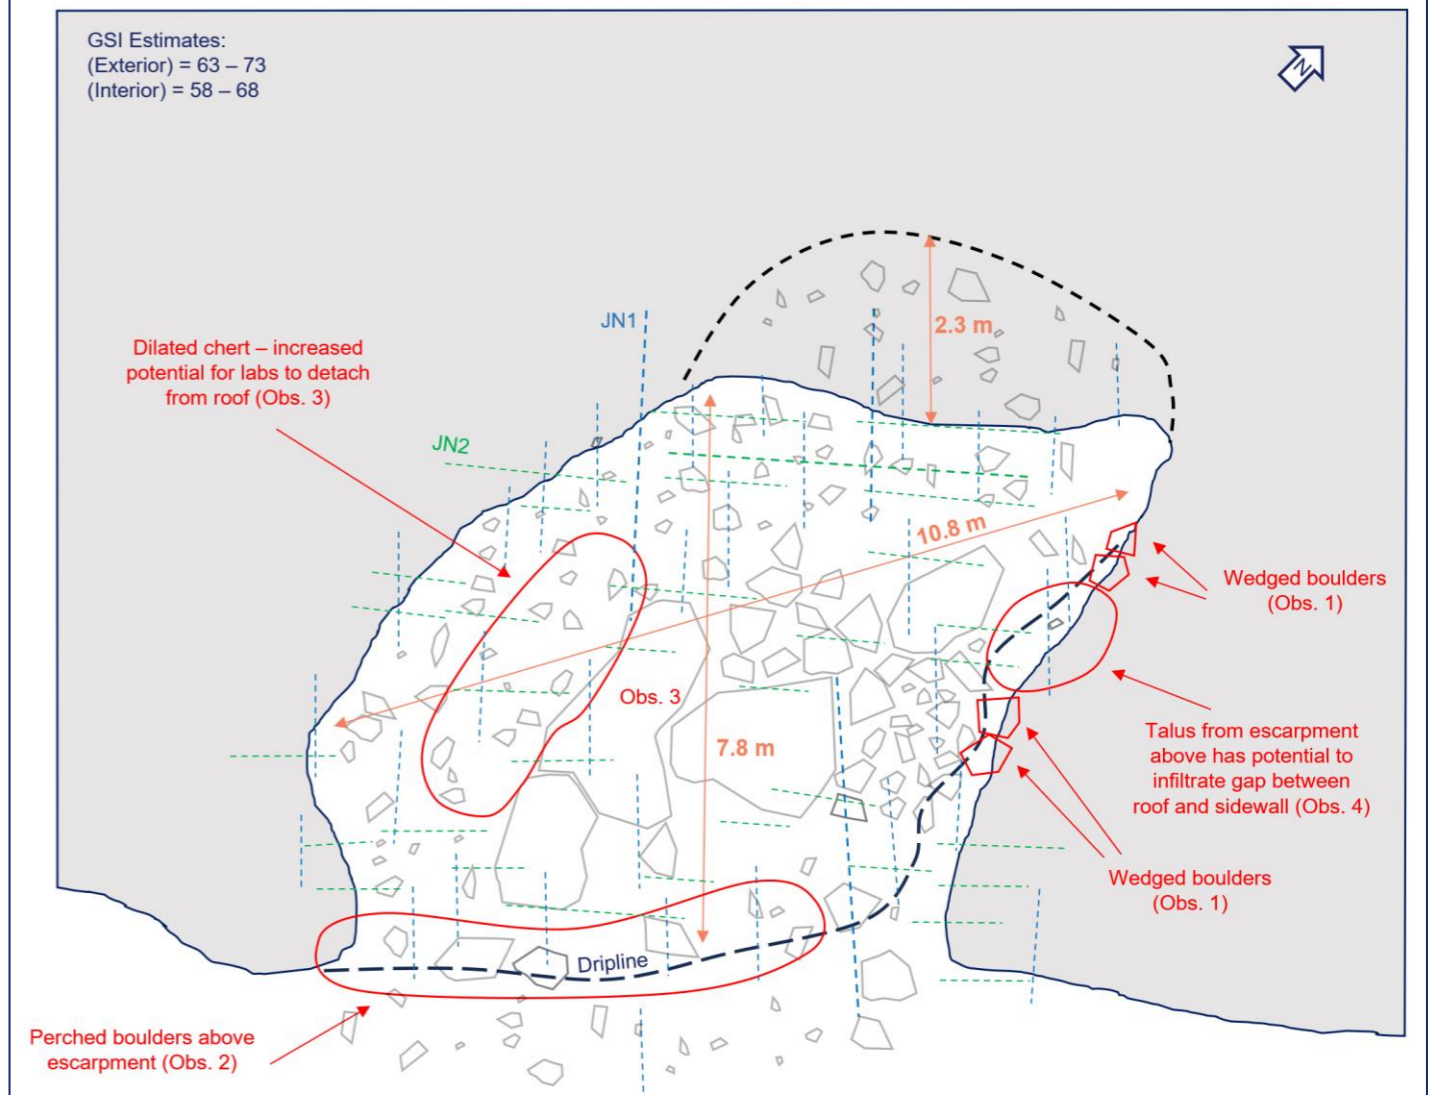 GSI Estimates:
(Exterior) = 63 – 73
(Interior) = 58 – 68
N
2.3 m
JN1
Dilated chert – increased
potential for labs to detach
from roof (Obs. 3)
JN2
10.8 m
Wedged boulders
(Obs. 1)
Obs. 3
7.8 m
Talus from escarpment
above has potential to
infiltrate gap between
roof and sidewall (Obs. 4)
Wedged boulders
(Obs. 1)
Dripline
Perched boulders above
escarpment (Obs. 2)